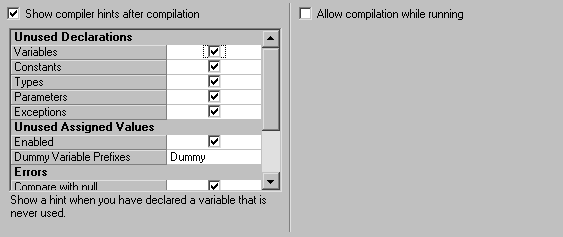 Show compiler hints after compilation
Allow compilation while running
Unused Declarations
Variables
Constants
Types
Parameters
Exceptions
Unused Assigned Values
Enabled
Dummy Variable Prefixes Dummy
Errors
Compare with null
Show a hint when you have declared a variable that is
never used.